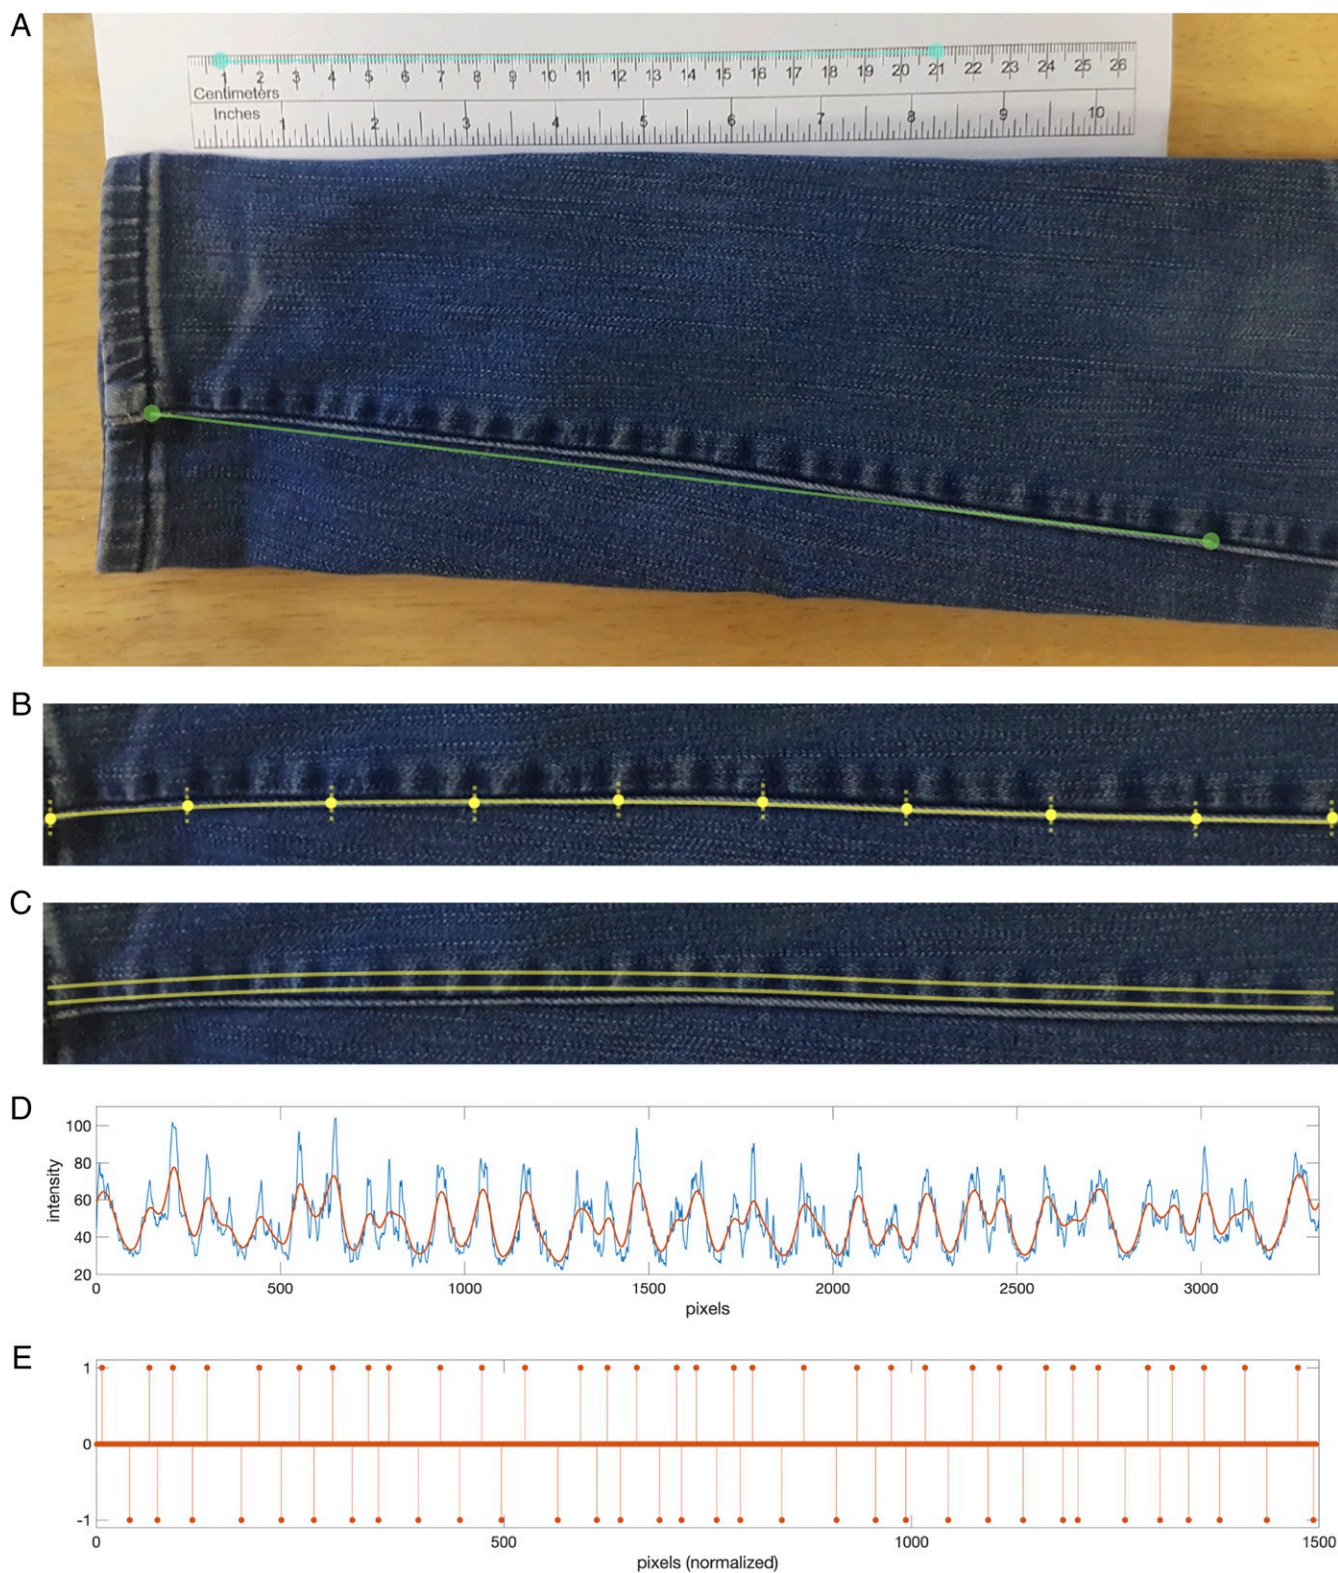 A
1 2 3 4 5 6 7 8 9 10 11 12 13 14 15 16 17 18 19 20 21 22 23 24 25 26
Centimeters
Inches
1 2 3 4 5 6 7 8 9 10
B
C
D
100
80
60
40
20
intensity
0 500 1000 1500 2000 2500 3000
pixels
E
1
0
-1
0 500 1000 1500
pixels (normalized)